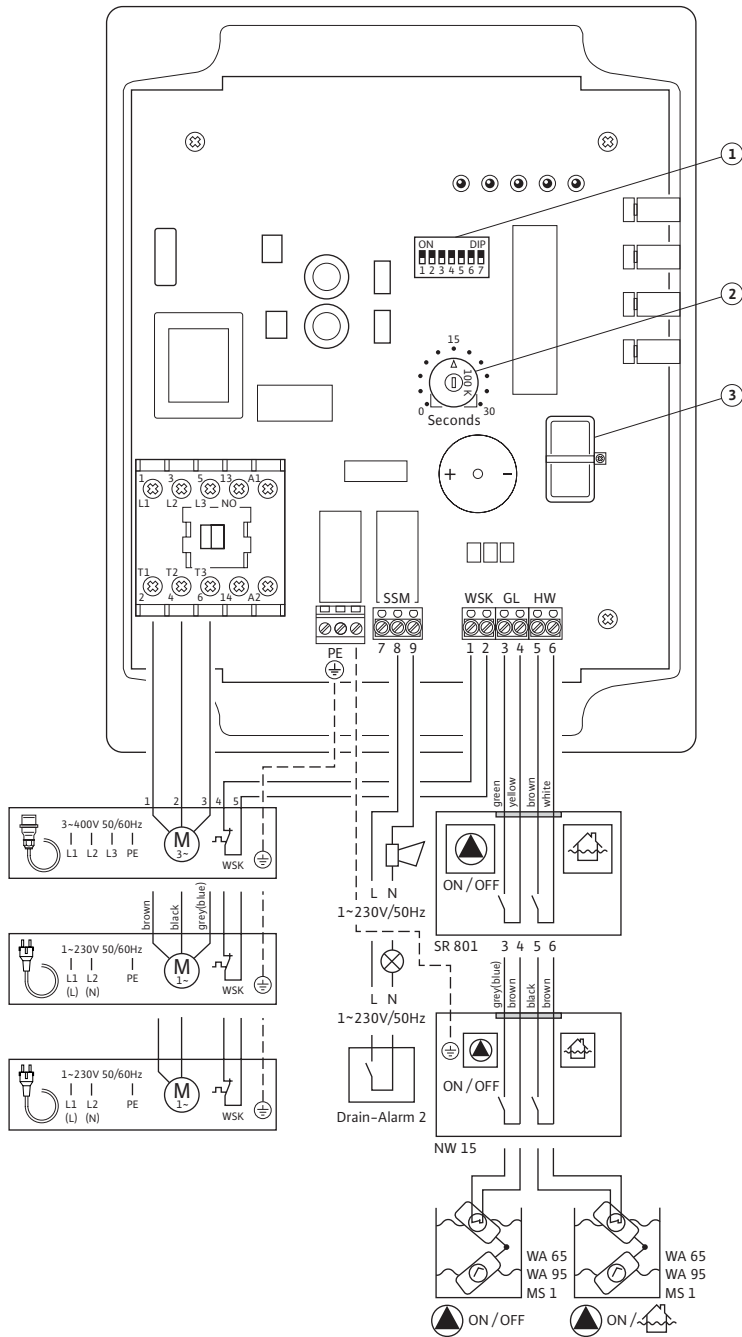 1
ON DIP
1 2 3 4 5 6 7
2
15
100 K
0 30
Seconds
3
+ -
1 3 5 13 A1
L1 L2 L3 NO
T1 T2 T3
2 4 6 14 A2
PE
SSM
7 8 9
WSK GL HW
1 2 3 4 5 6
green
yellow
brown
white
1 2 3 4 5
3~400V 50/60Hz
L1 L2 L3 PE
M
3~
WSK
brown
black
grey(blue)
1~230V 50/60Hz
L1 L2 PE
(L) (N)
M
1~
WSK
1~230V 50/60Hz
L1 L2 PE
(L) (N)
M
1~
WSK
L N
1~230V/50Hz
L N
1~230V/50Hz
Drain-Alarm 2
ON/OFF
SR 801
3 4 5 6
grey(blue)
brown
black
brown
ON/OFF
NW 15
WA 65
WA 95
MS 1
ON/OFF
WA 65
WA 95
MS 1
ON/